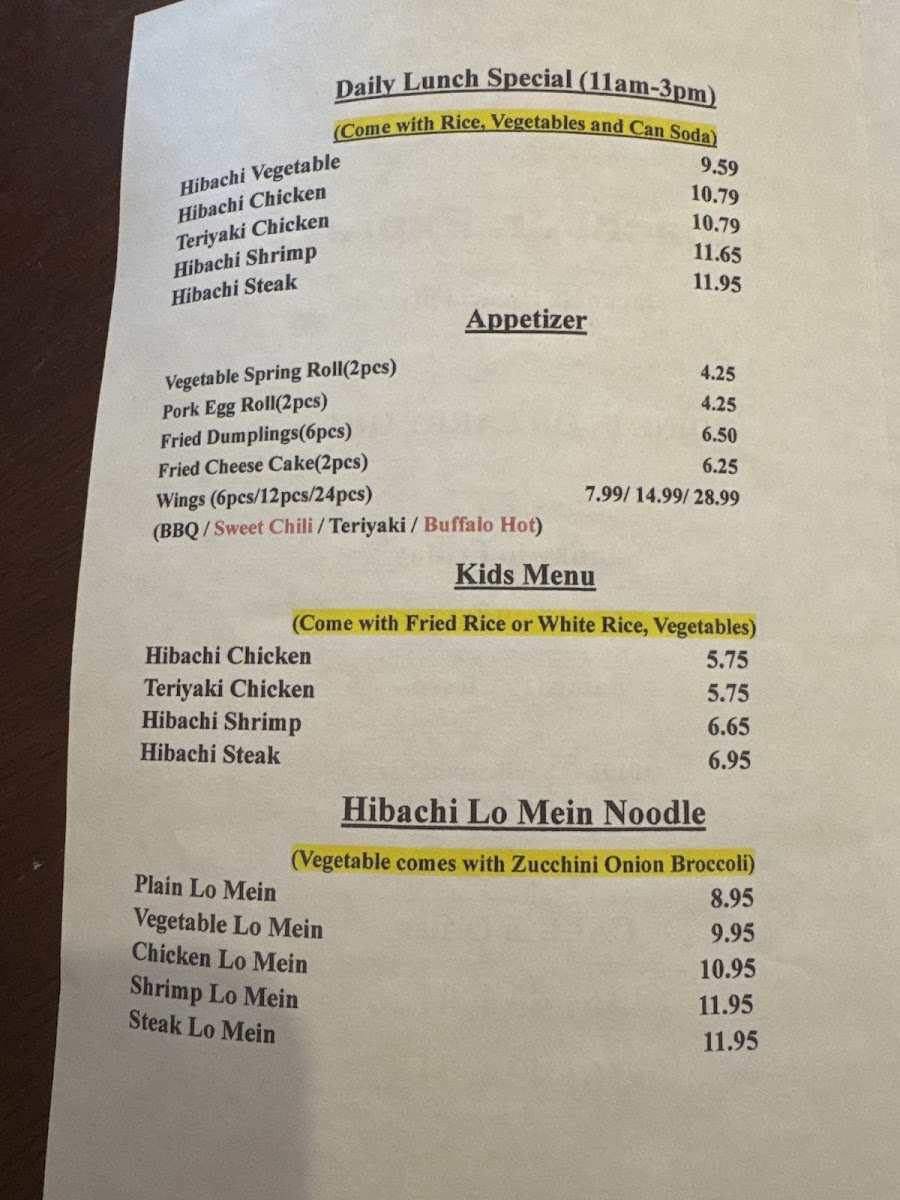 Daily Lunch Special (11am-3pm)
(Come with Rice, Vegetables and Can Soda)
Hibachi Vegetable 9.59
Hibachi Chicken 10.79
Teriyaki Chicken 10.79
Hibachi Shrimp 11.65
Hibachi Steak 11.95
Appetizer
Vegetable Spring Roll(2pcs) 4.25
Pork Egg Roll(2pcs) 4.25
Fried Dumplings(6pcs) 6.50
Fried Cheese Cake(2pcs) 6.25
Wings (6pcs/12pcs/24pcs) 7.99/ 14.99/ 28.99
(BBQ / Sweet Chili / Teriyaki / Buffalo Hot)
Kids Menu
(Come with Fried Rice or White Rice, Vegetables)
Hibachi Chicken 5.75
Teriyaki Chicken 5.75
Hibachi Shrimp 6.65
Hibachi Steak 6.95
Hibachi Lo Mein Noodle
(Vegetable comes with Zucchini Onion Broccoli)
Plain Lo Mein 8.95
Vegetable Lo Mein 9.95
Chicken Lo Mein 10.95
Shrimp Lo Mein 11.95
Steak Lo Mein 11.95